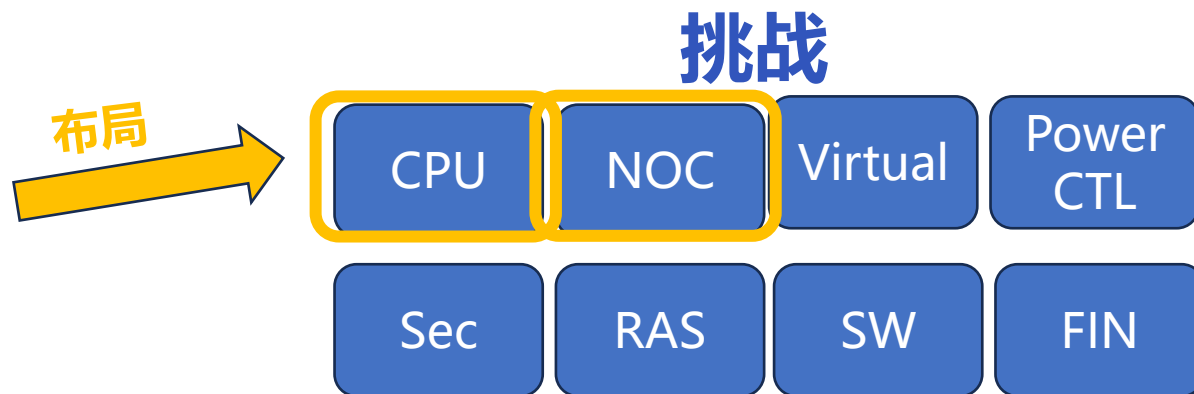 挑战
布局
CPU
NOC
Virtual
Power
CTL
Sec
RAS
SW
FIN